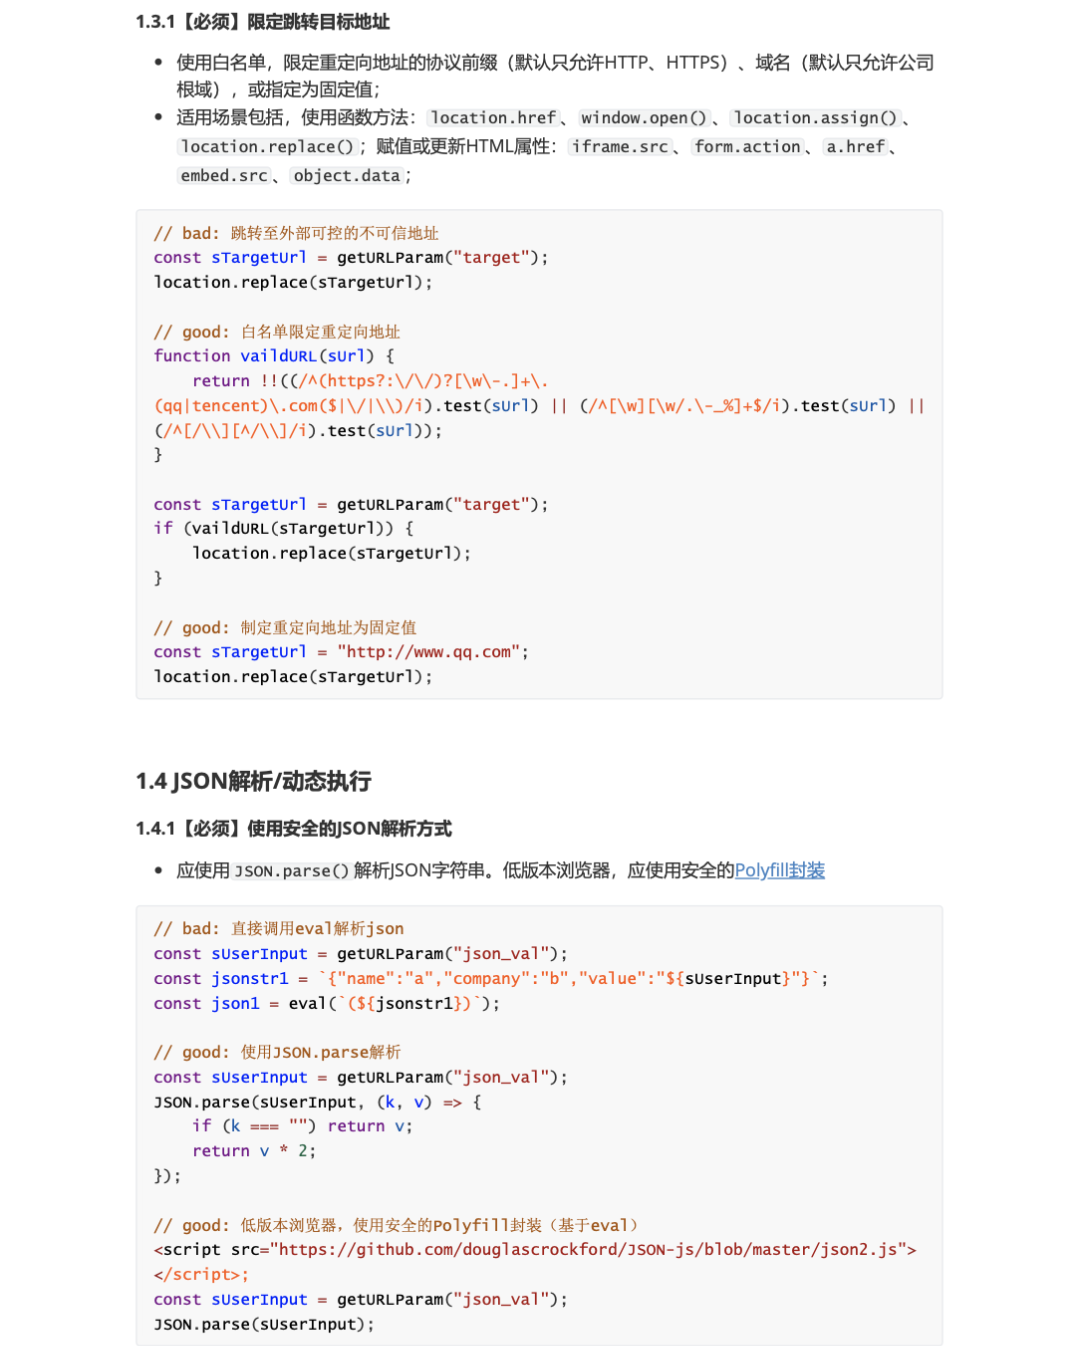 1.3.1【必须】限定跳转目标地址
• 使用白名单，限定重定向地址的协议前缀（默认只允许HTTP、HTTPS）、域名（默认只允许公司
根域），或指定为固定值；
• 适用场景包括，使用函数方法：location.href、window.open()、location.assign()、
location.replace()；赋值或更新HTML属性：iframe.src、form.action、a.href、
embed.src、object.data；
// bad: 跳转至外部可控的不可信地址
const sTargetUrl = getURLParam("target");
location.replace(sTargetUrl);
// good: 白名单限定重定向地址
function vaildURL(sUrl) {
    return !!((/^(https?:\/\/)?[\w\-.]+\.
(qq|tencent)\.com($|\/|\\)/i).test(sUrl) || (/^[\w][\w/.\-_%]+$/i).test(sUrl) ||
(/^[/\\][^/\\]/i).test(sUrl));
}
const sTargetUrl = getURLParam("target");
if (vaildURL(sTargetUrl)) {
    location.replace(sTargetUrl);
}
// good: 制定重定向地址为固定值
const sTargetUrl = "http://www.qq.com";
location.replace(sTargetUrl);
1.4 JSON解析/动态执行
1.4.1【必须】使用安全的JSON解析方式
• 应使用JSON.parse()解析JSON字符串。低版本浏览器，应使用安全的Polyfill封装
// bad: 直接调用eval解析json
const sUserInput = getURLParam("json_val");
const jsonstr1 = `{"name":"a","company":"b","value":"${sUserInput}"}`;
const json1 = eval(`(${jsonstr1})`);
// good: 使用JSON.parse解析
const sUserInput = getURLParam("json_val");
JSON.parse(sUserInput, (k, v) => {
    if (k === "") return v;
    return v * 2;
});
// good: 低版本浏览器，使用安全的Polyfill封装（基于eval）
<script src="https://github.com/douglascrockford/JSON-js/blob/master/json2.js">
</script>;
const sUserInput = getURLParam("json_val");
JSON.parse(sUserInput);